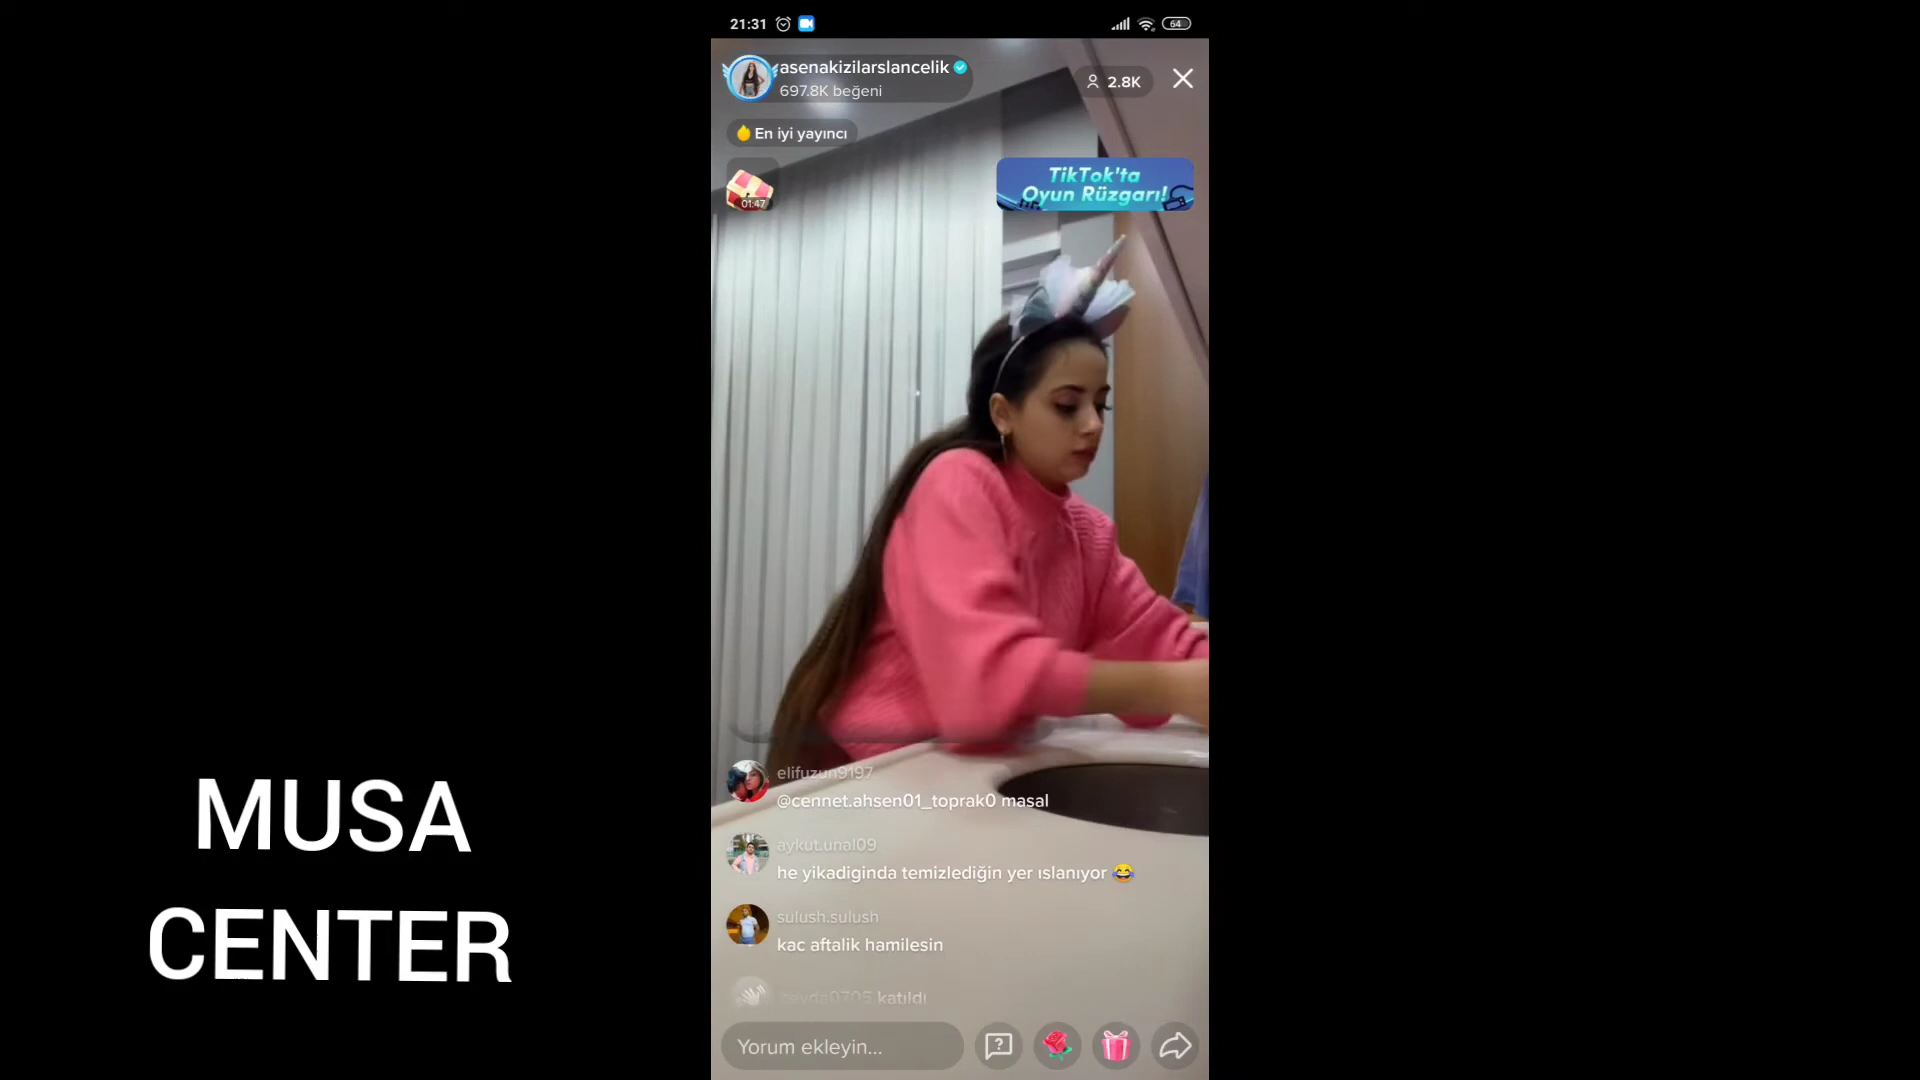 21:31
64
asenakizilarslancelik
697.8K beğeni
2.8K
En iyi yayıncı
01:47
TikTok'ta
Oyun Rüzgarı!
elifuzun9197
@cennet.ahsen01_toprak0 masal
aykut.unal09
he yikadiginda temizlediğin yer ıslanıyor 😂
sulush.sulush
kac aftalik hamilesin
katıldı
Yorum ekleyin...
MUSA
CENTER